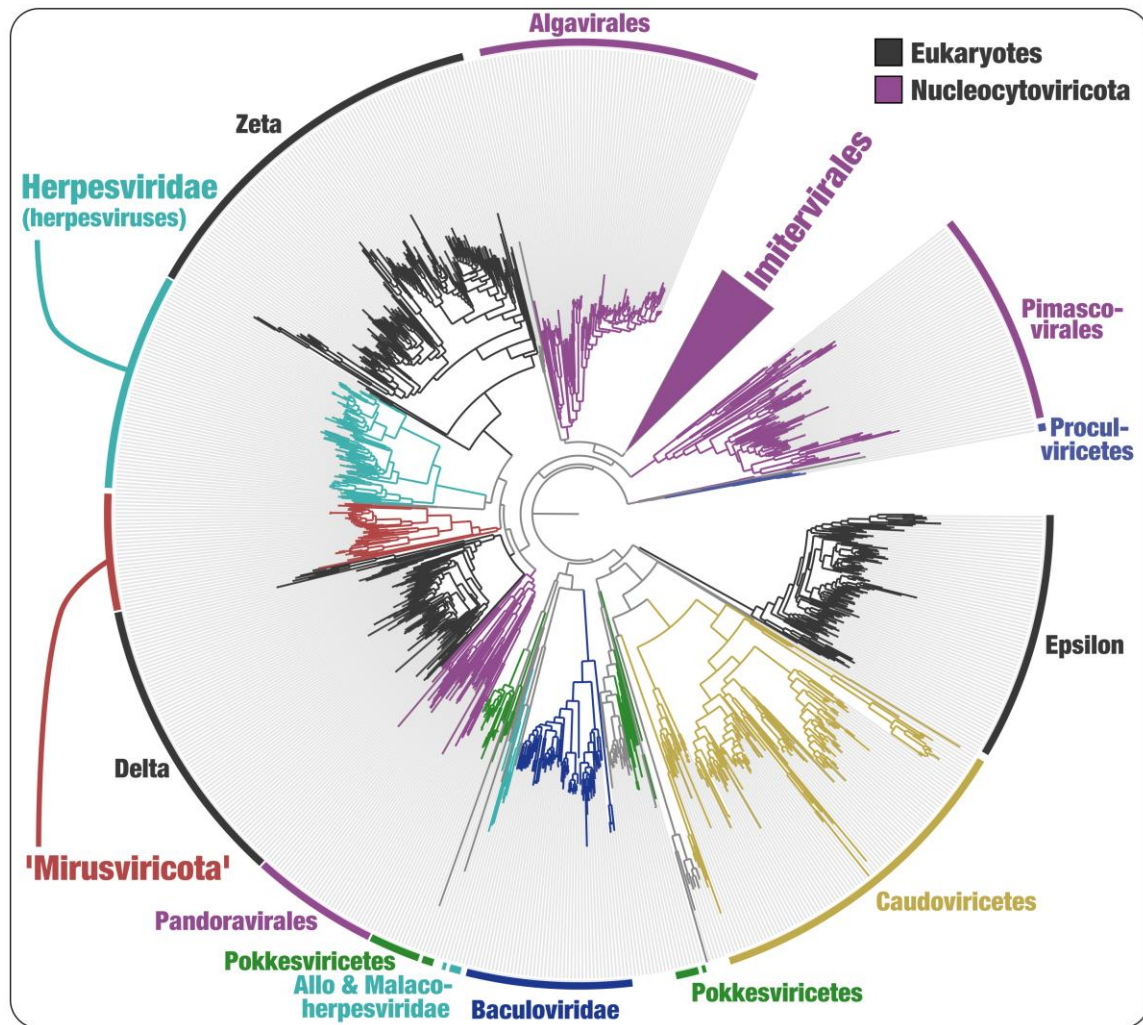 Algavirales
Eukaryotes
Nucleocytoviricota
Zeta
Imitervirales
Herpesviridae
(herpesviruses)
Pimasco-
virales
Procul-
viricetes
Epsilon
Delta
'Mirusviricota'
Caudoviricetes
Pandoravirales
Pokkesviricetes
Allo & Malaco-
herpesviridae
Baculoviridae
Pokkesviricetes